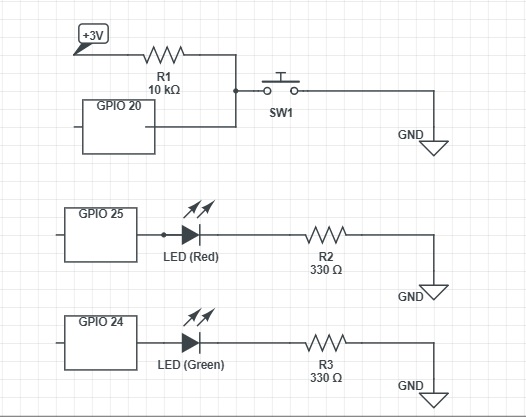 +3V
R1
10 kΩ
GPIO 20
SW1
GND
GPIO 25
LED (Red)
R2
330 Ω
GND
GPIO 24
LED (Green)
R3
330 Ω
GND